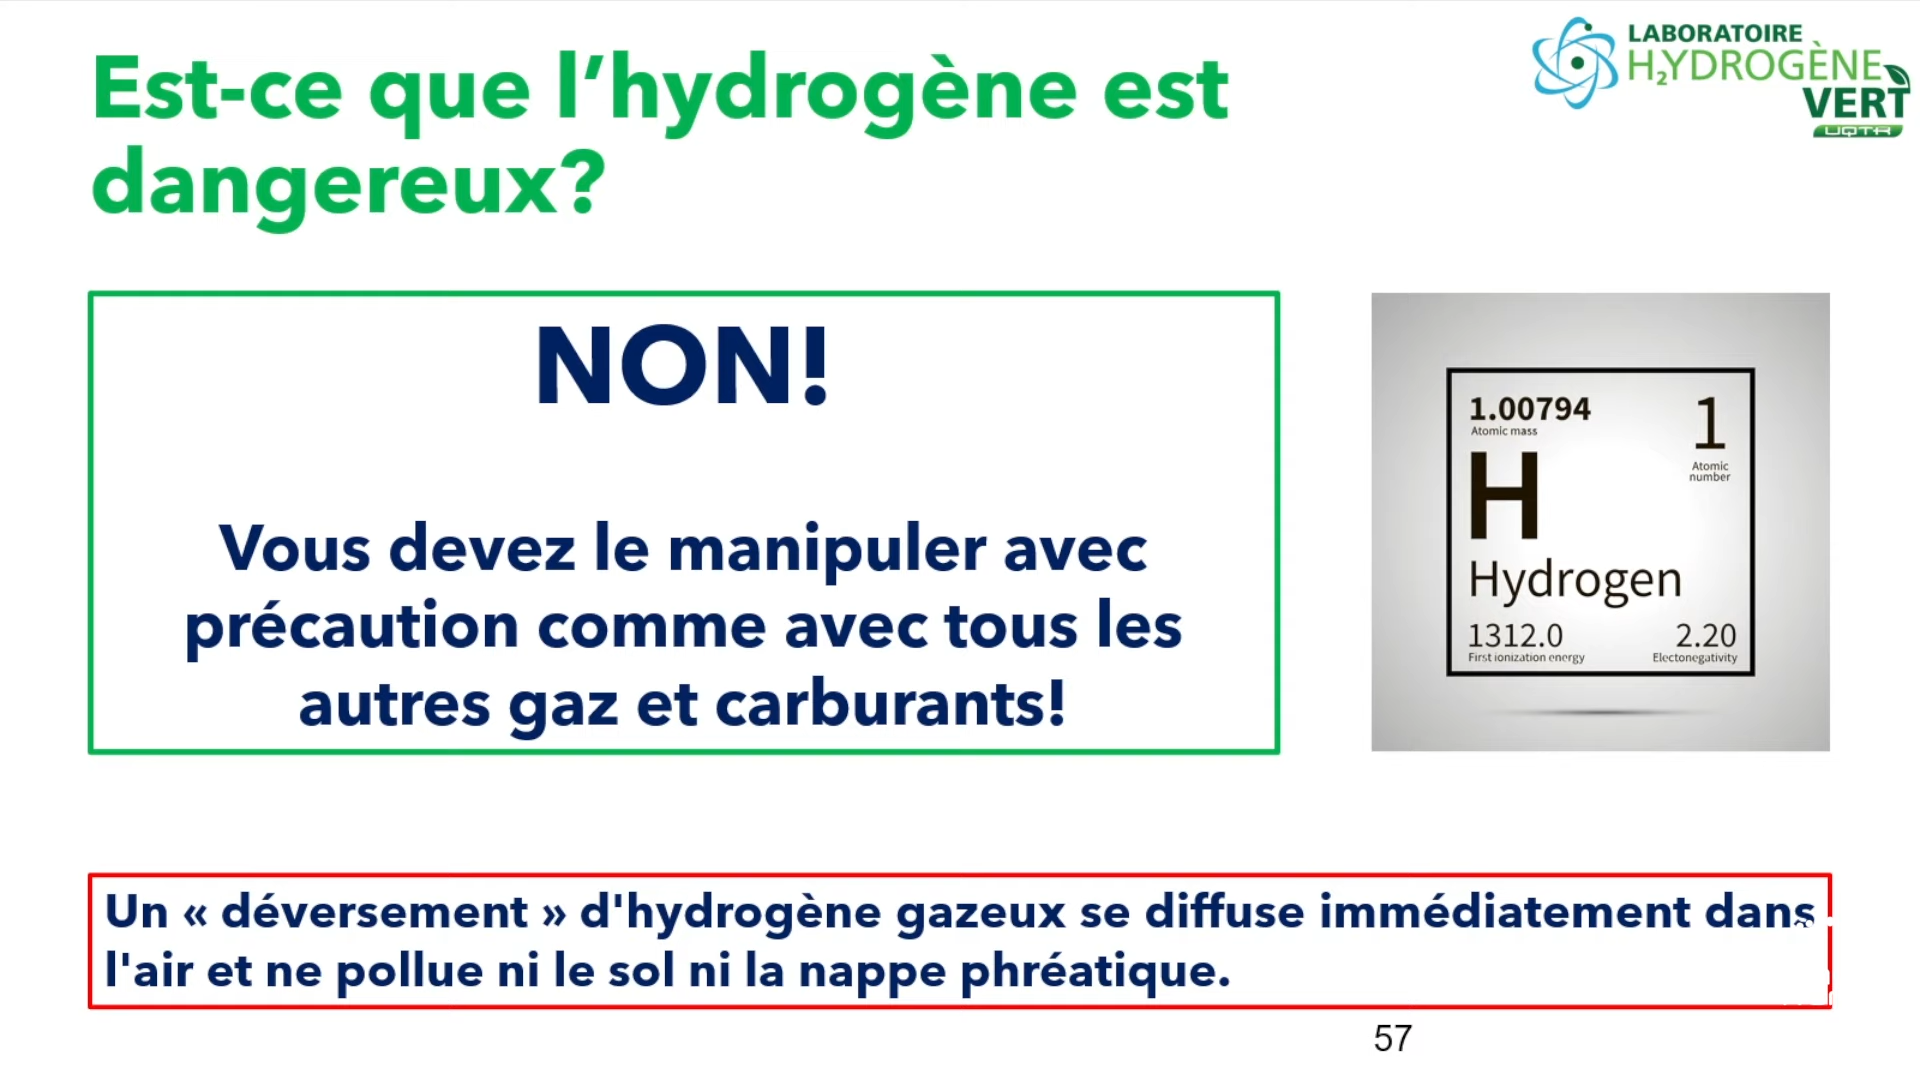 Est-ce que l’hydrogène est
dangereux?
LABORATOIRE
H₂YDROGÈNE
VERT
UQTR
NON!
Vous devez le manipuler avec
précaution comme avec tous les
autres gaz et carburants!
1.00794
Atomic mass
1
Atomic
number
H
Hydrogen
1312.0
First ionization energy
2.20
Electonegativity
Un « déversement » d'hydrogène gazeux se diffuse immédiatement dans
l'air et ne pollue ni le sol ni la nappe phréatique.
57